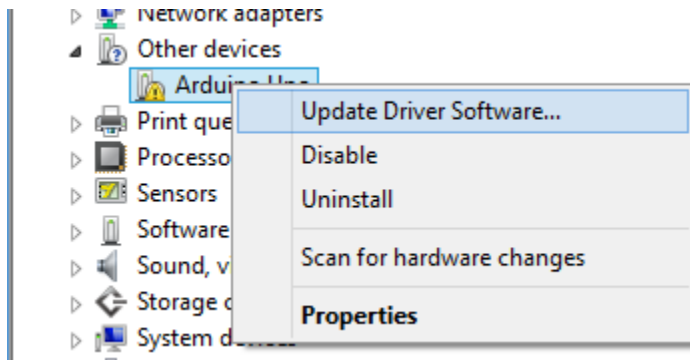 Network adapters
Other devices
Arduino Uno
Update Driver Software...
Print que
Disable
Processo
Sensors
Uninstall
Software
Scan for hardware changes
Sound, v
Storage
Properties
System devices